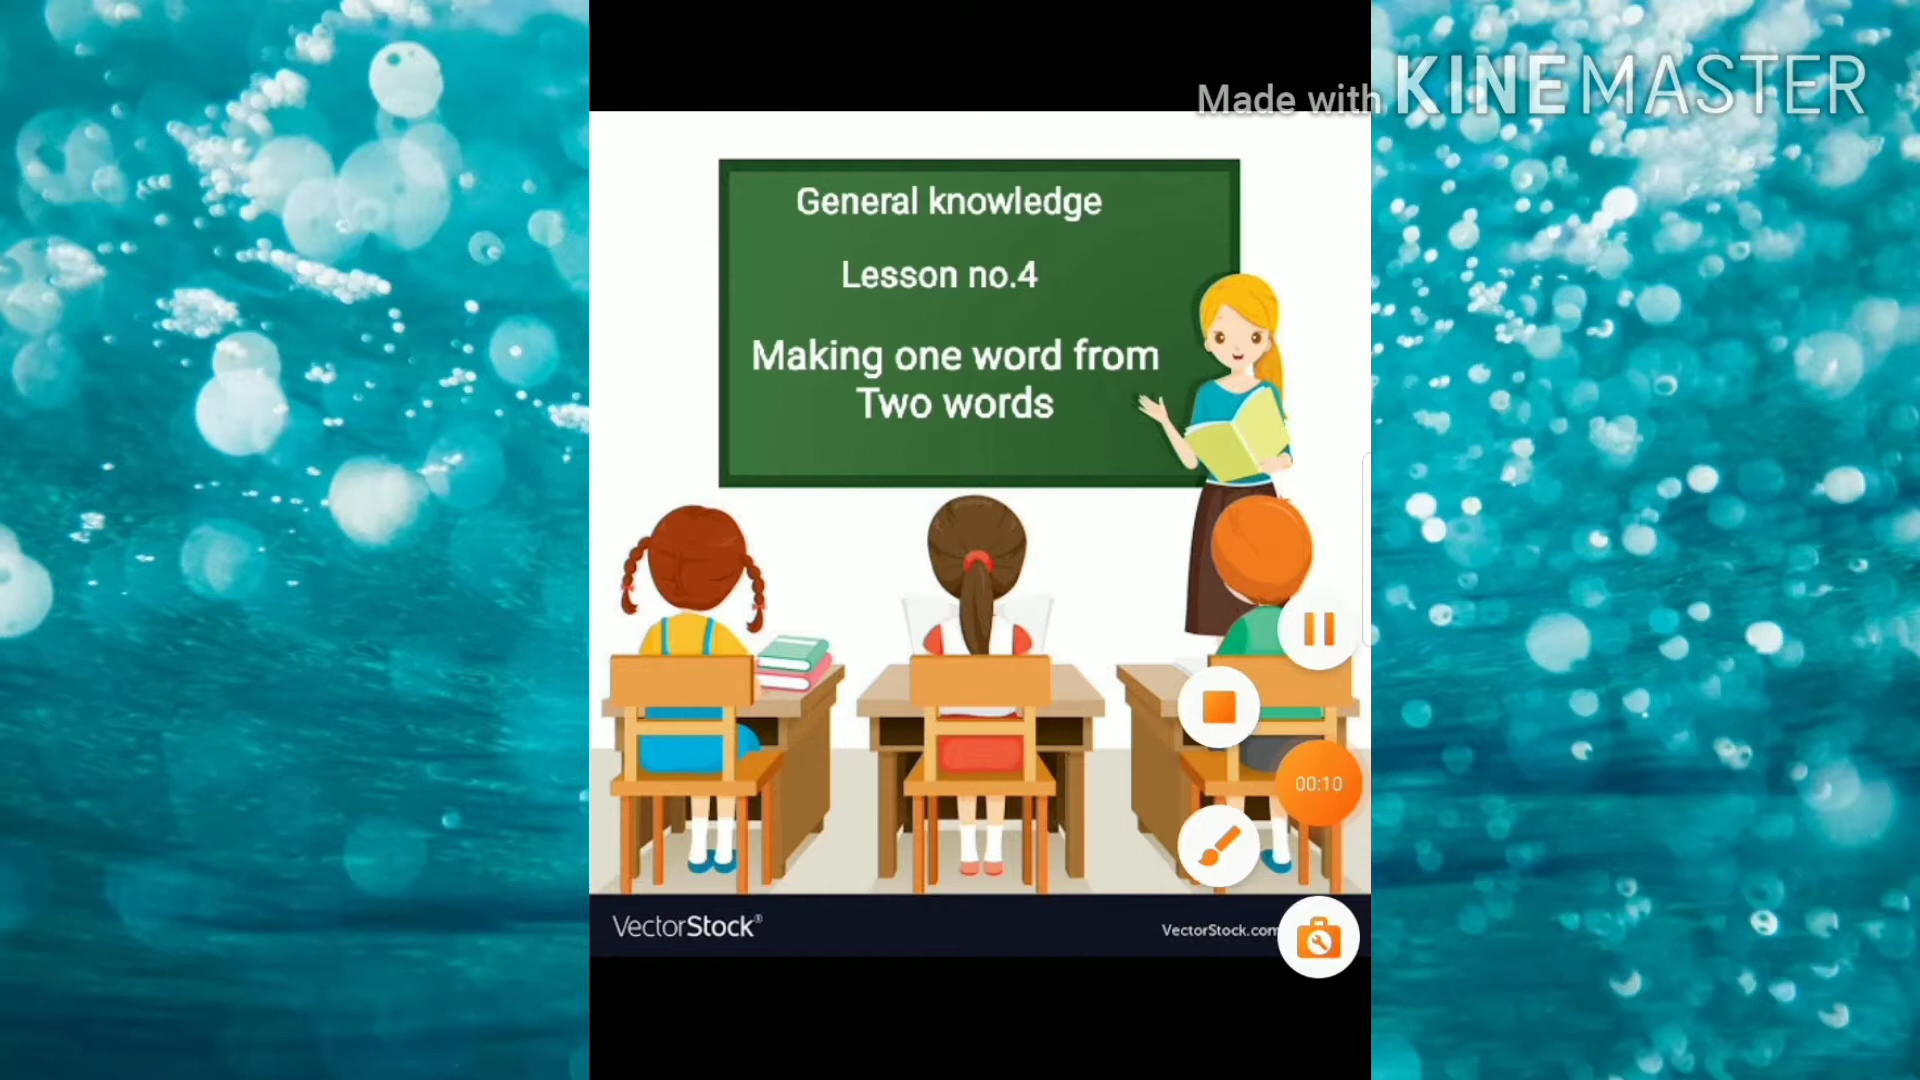 Made with KINEMASTER
General knowledge
Lesson no.4
Making one word from
Two words
00:10
VectorStock®
VectorStock.com